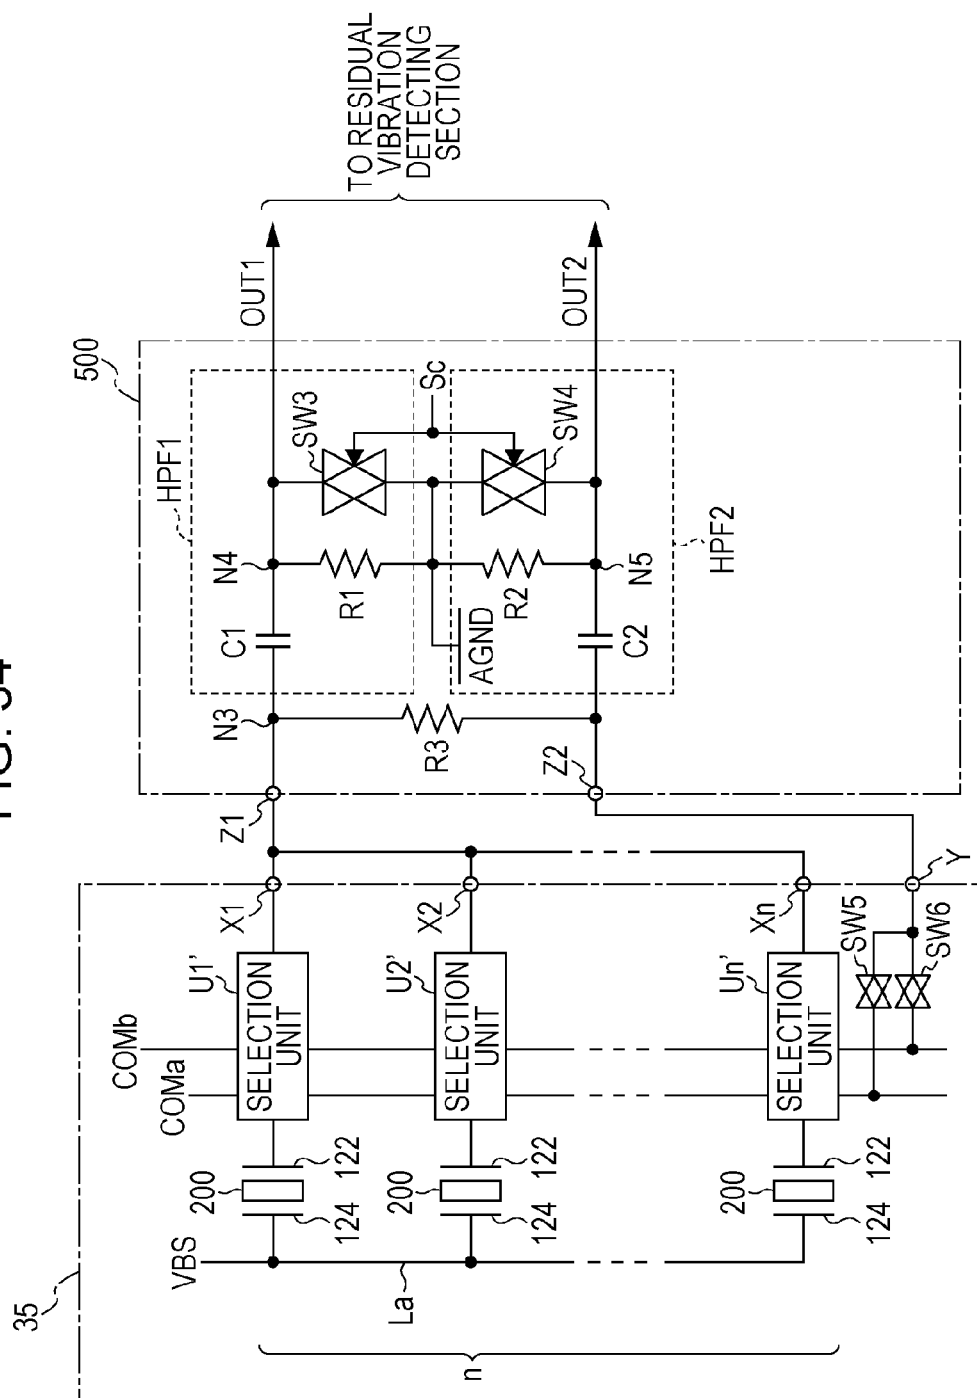 TO RESIDUAL
VIBRATION
DETECTING
SECTION
OUT1
OUT2
500
HPF1
SW3
Sc
SW4
HPF2
N4
R1
R2
N5
C1
AGND
C2
N3
R3
Z1
Z2
X1
X2
Xn
Y
U1'
SELECTION
UNIT
U2'
SELECTION
UNIT
Un'
SELECTION
UNIT
SW5
SW6
COMb
COMa
200
122
124
200
122
124
200
122
124
VBS
La
35
n